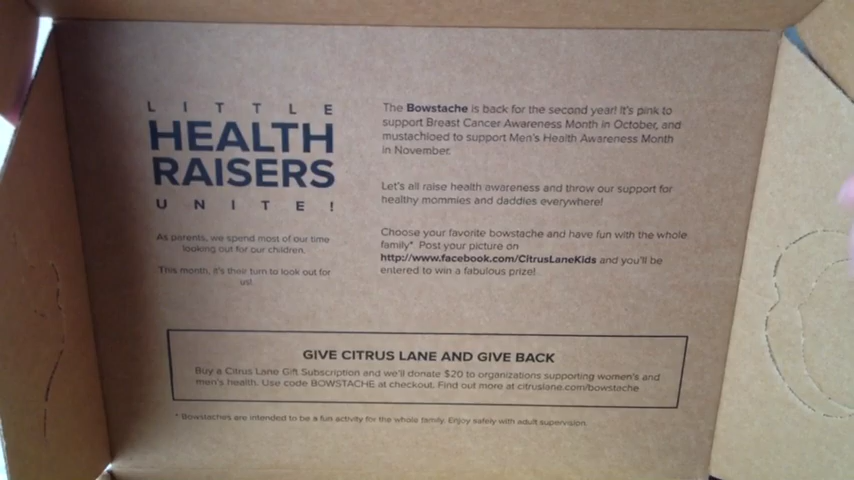 LITTLE
HEALTH
RAISERS
UNITE!
As parents, we spend most of our time
looking out for our children.
This month, it's their turn to look out for
us!
The Bowstache is back for the second year! It's pink to
support Breast Cancer Awareness Month in October, and
mustachioed to support Men's Health Awareness Month
in November.
Let's all raise health awareness and throw our support for
healthy mommies and daddies everywhere!
Choose your favorite bowstache and have fun with the whole
family*. Post your picture on
http://www.facebook.com/CitrusLaneKids and you'll be
entered to win a fabulous prize!
GIVE CITRUS LANE AND GIVE BACK
Buy a Citrus Lane Gift Subscription and we'll donate $20 to organizations supporting women's and
men's health. Use code BOWSTACHE at checkout. Find out more at citruslane.com/bowstache
* Bowstaches are intended to be a fun activity for the whole family. Enjoy safely with adult supervision.